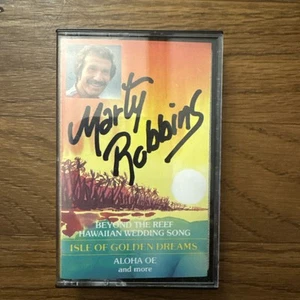 Marty
Robbins
BEYOND THE REEF
HAWAIIAN WEDDING SONG
ISLE OF GOLDEN DREAMS
ALOHA OE
and more